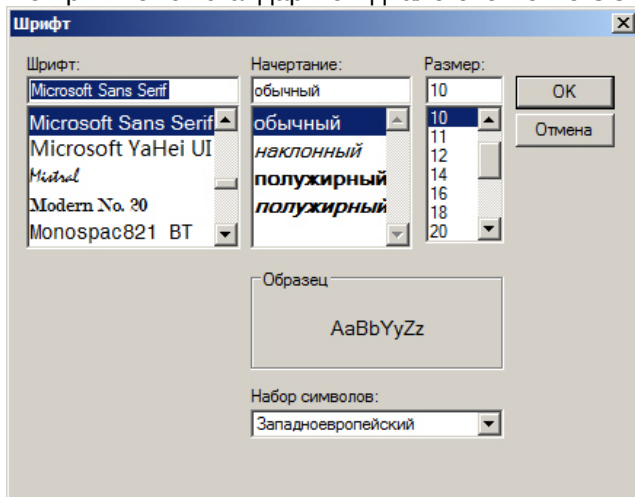 Шрифт
Шрифт:
Microsoft Sans Serif
Microsoft Sans Serif
Microsoft YaHei UI
Mistral
Modern No. 20
Monospac821 BT
Начертание:
обычный
обычный
наклонный
полужирный
полужирный
Размер:
10
10
11
12
14
16
18
20
OK
Отмена
Образец
AaBbYyZz
Набор символов:
Западноевропейский